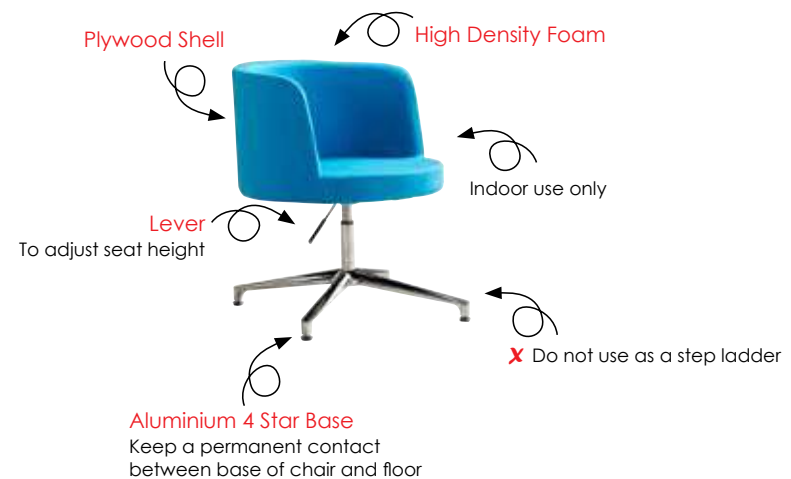 Plywood Shell
High Density Foam
Indoor use only
Lever
To adjust seat height
✗ Do not use as a step ladder
Aluminium 4 Star Base
Keep a permanent contact
between base of chair and floor